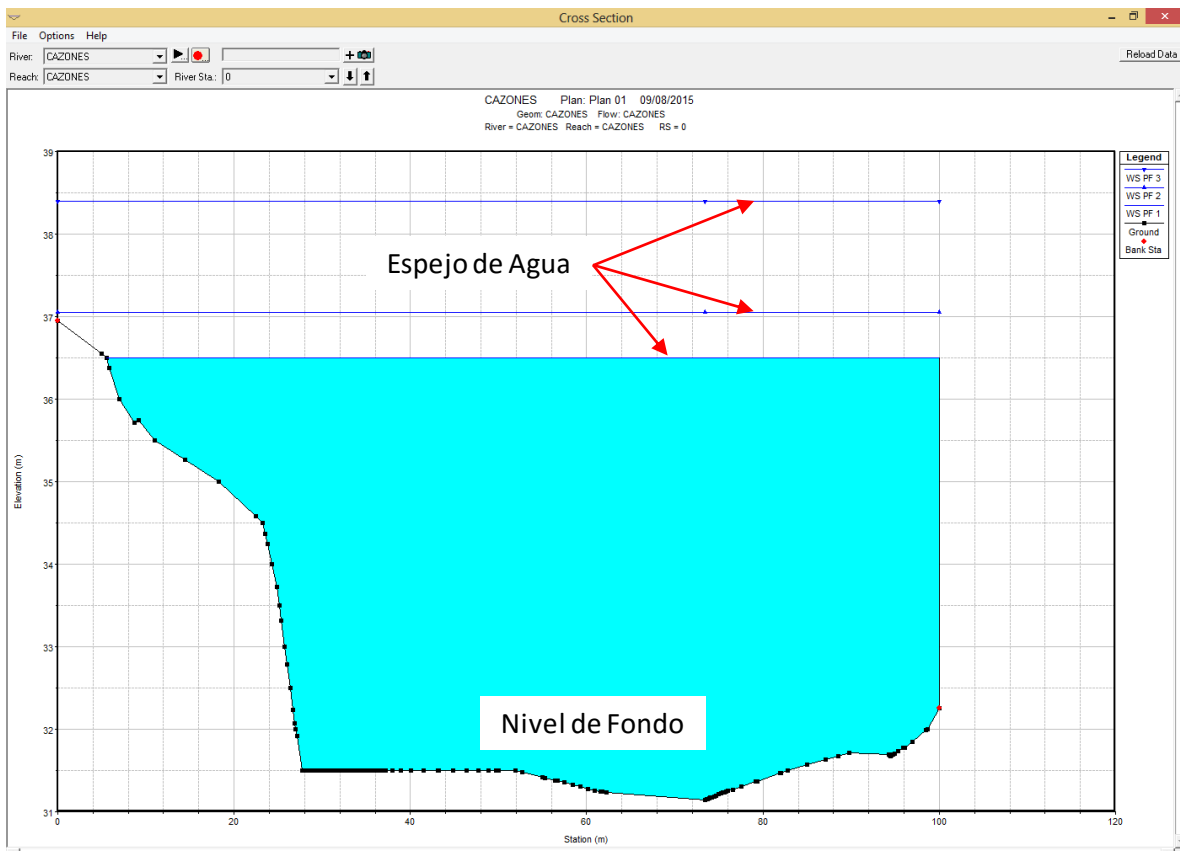 Cross Section
File Options Help
River: CAZONES
Reload Data
Reach: CAZONES River Sta.: 0
CAZONES Plan: Plan 01 09/08/2015
Geom: CAZONES Flow: CAZONES
River = CAZONES Reach = CAZONES RS = 0
Legend
WS PF 3
WS PF 2
WS PF 1
Ground
Bank Sta
39
38
37
36
35
34
33
32
31
Elevation (m)
Espejo de Agua
Nivel de Fondo
0 20 40 60 80 100 120
Station (m)